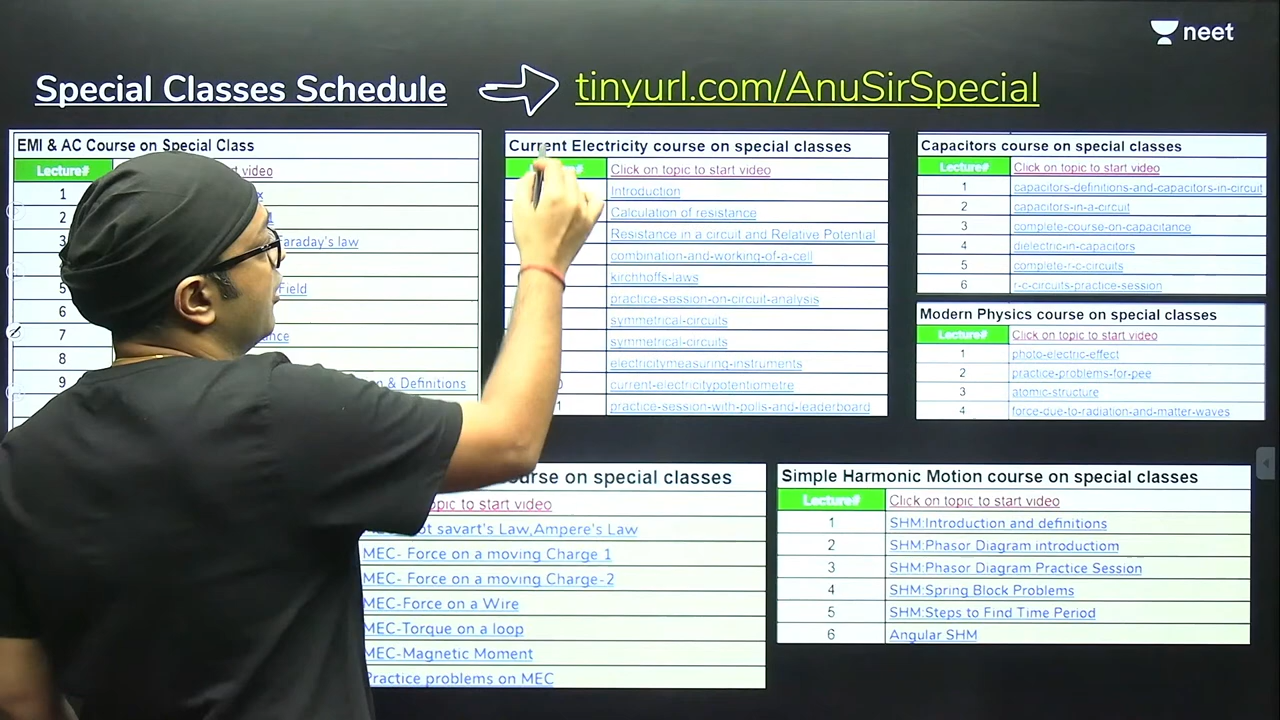 neet
Special Classes Schedule
tinyurl.com/AnuSirSpecial
EMI & AC Course on Special Class
Lecture#
video
1
2
3
Faraday's law
5
Field
6
7
8
9
& Definitions
Current Electricity course on special classes
Click on topic to start video
Introduction
Calculation of resistance
Resistance in a circuit and Relative Potential
combination-and-working-of-a-cell
kirchhoffs-laws
practice-session-on-circuit-analysis
symmetrical-circuits
symmetrical-circuits
electricitymeasuring-instruments
current-electricitypotentiometre
practice-session-with-polls-and-leaderboard
Capacitors course on special classes
Lecture# Click on topic to start video
1 capacitors-definitions-and-capacitors-in-circuit
2 capacitors-in-a-circuit
3 complete-course-on-capacitance
4 dielectric-in-capacitors
5 complete-r-c-circuits
6 r-c-circuits-practice-session
Modern Physics course on special classes
Lecture# Click on topic to start video
1 photo-electric-effect
2 practice-problems-for-pee
3 atomic-structure
4 force-due-to-radiation-and-matter-waves
course on special classes
topic to start video
savart's Law,Ampere's Law
MEC- Force on a moving Charge 1
MEC- Force on a moving Charge-2
MEC-Force on a Wire
MEC-Torque on a loop
MEC-Magnetic Moment
Practice problems on MEC
Simple Harmonic Motion course on special classes
Lecture# Click on topic to start video
1 SHM:Introduction and definitions
2 SHM:Phasor Diagram introductiom
3 SHM:Phasor Diagram Practice Session
4 SHM:Spring Block Problems
5 SHM:Steps to Find Time Period
6 Angular SHM